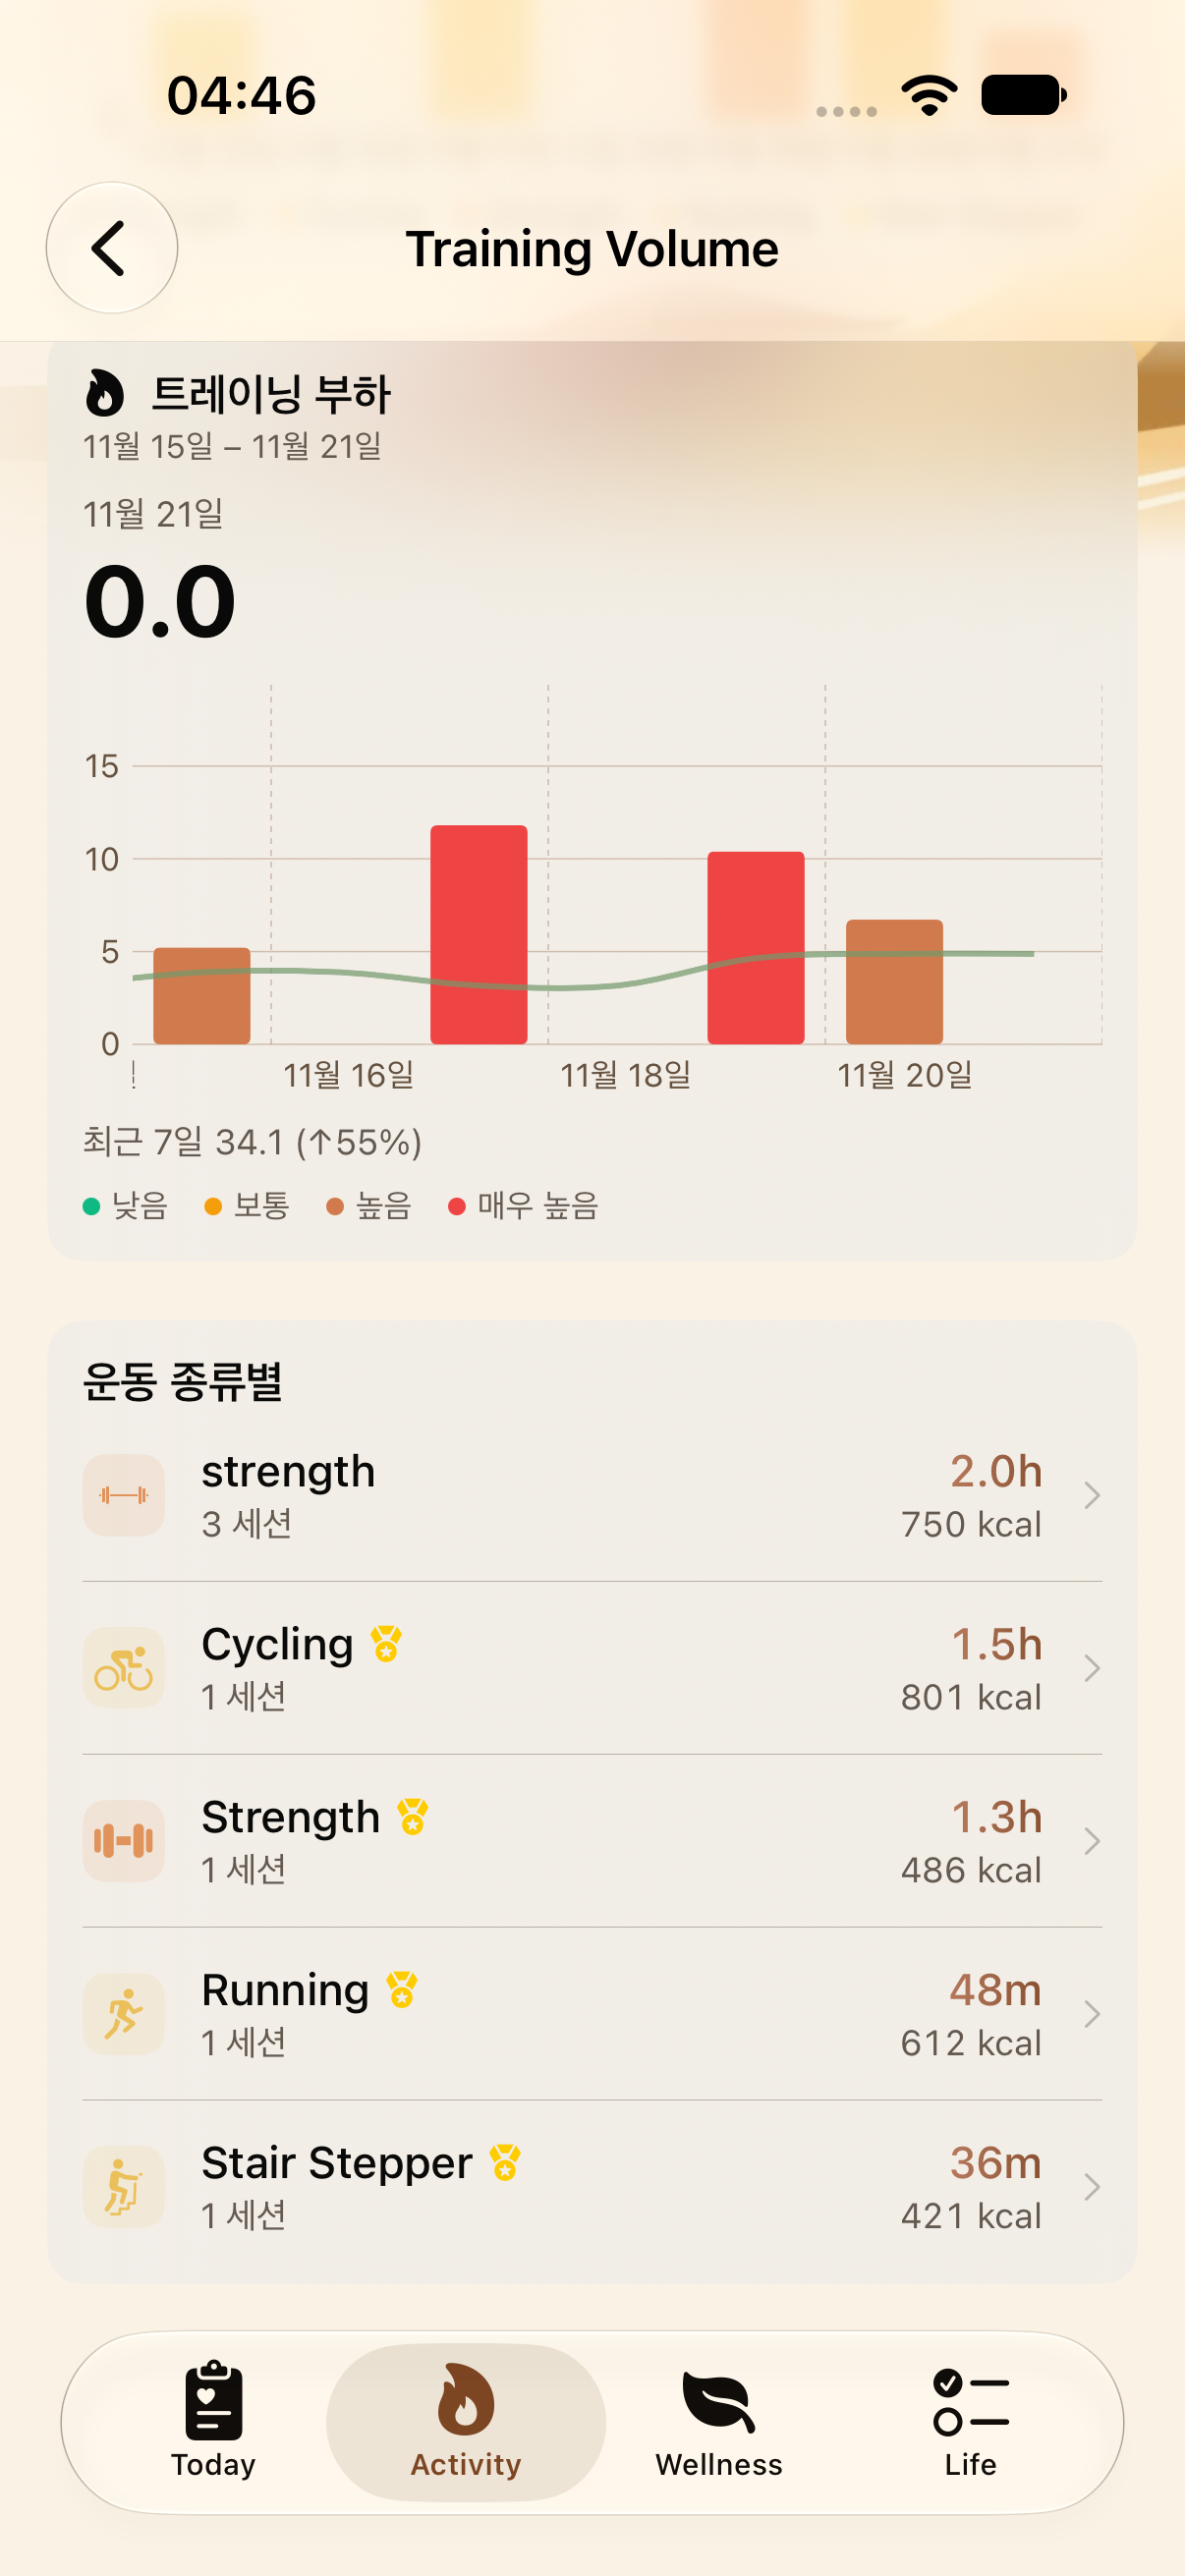 04:46
Training Volume
트레이닝 부하
11월 15일 – 11월 21일
11월 21일
0.0
15
10
5
0
11월 16일
11월 18일
11월 20일
최근 7일 34.1 (↑55%)
낮음
보통
높음
매우 높음
운동 종류별
strength
2.0h
3 세션
750 kcal
Cycling
1.5h
1 세션
801 kcal
Strength
1.3h
1 세션
486 kcal
Running
48m
1 세션
612 kcal
Stair Stepper
36m
1 세션
421 kcal
Today
Activity
Wellness
Life